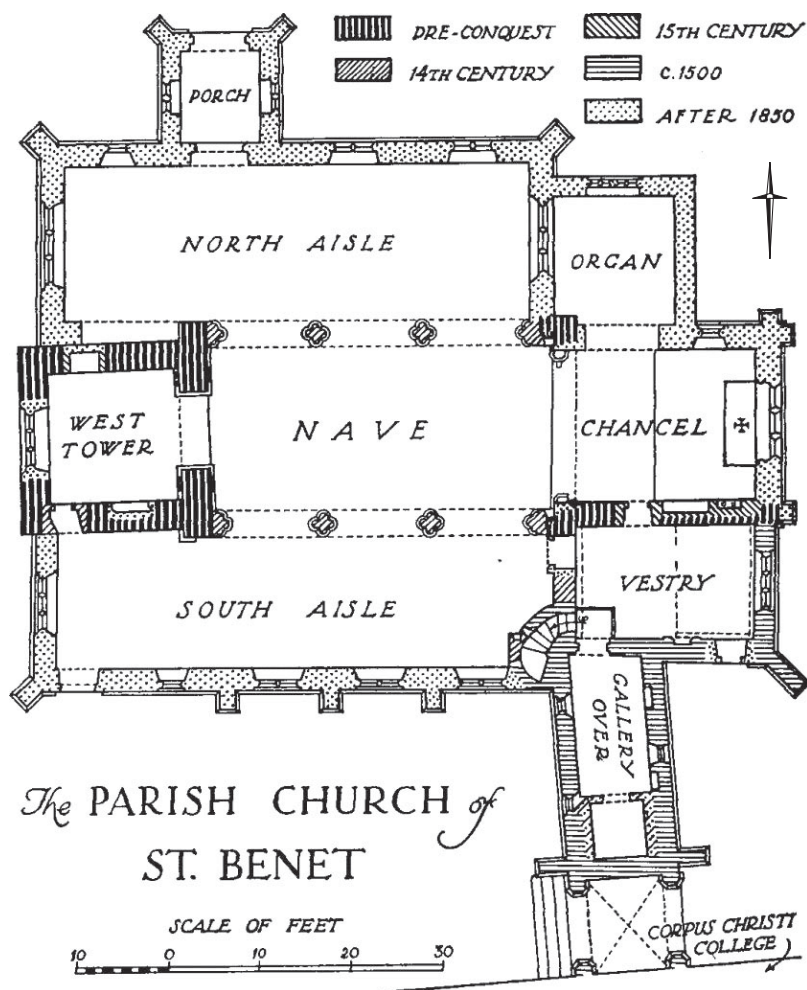 PRE-CONQUEST
15TH CENTURY
14TH CENTURY
C.1500
AFTER 1850
PORCH
NORTH AISLE
ORGAN
WEST
TOWER
NAVE
CHANCEL
SOUTH AISLE
VESTRY
GALLERY
OVER
The PARISH CHURCH of
ST. BENET
SCALE OF FEET
10 0 10 20 30
CORPUS CHRISTI
COLLEGE